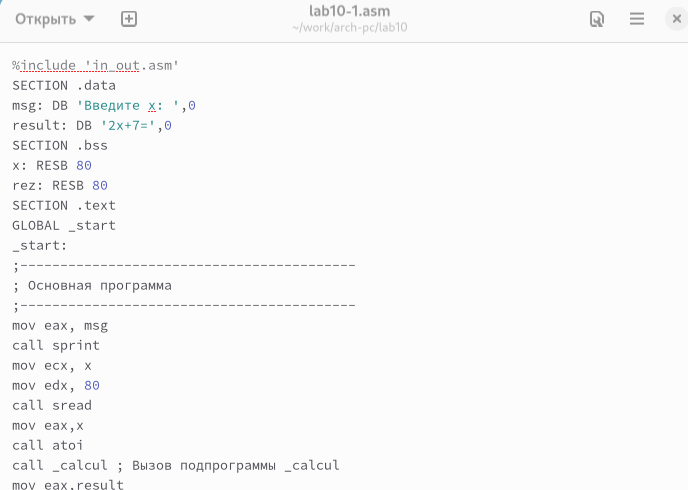 Открыть
lab10-1.asm
~/work/arch-pc/lab10
%include 'in_out.asm'
SECTION .data
msg: DB 'Введите x: ',0
result: DB '2x+7=',0
SECTION .bss
x: RESB 80
rez: RESB 80
SECTION .text
GLOBAL _start
_start:
;------------------------------------------
; Основная программа
;------------------------------------------
mov eax, msg
call sprint
mov ecx, x
mov edx, 80
call sread
mov eax,x
call atoi
call _calcul ; Вызов подпрограммы _calcul
mov eax,result